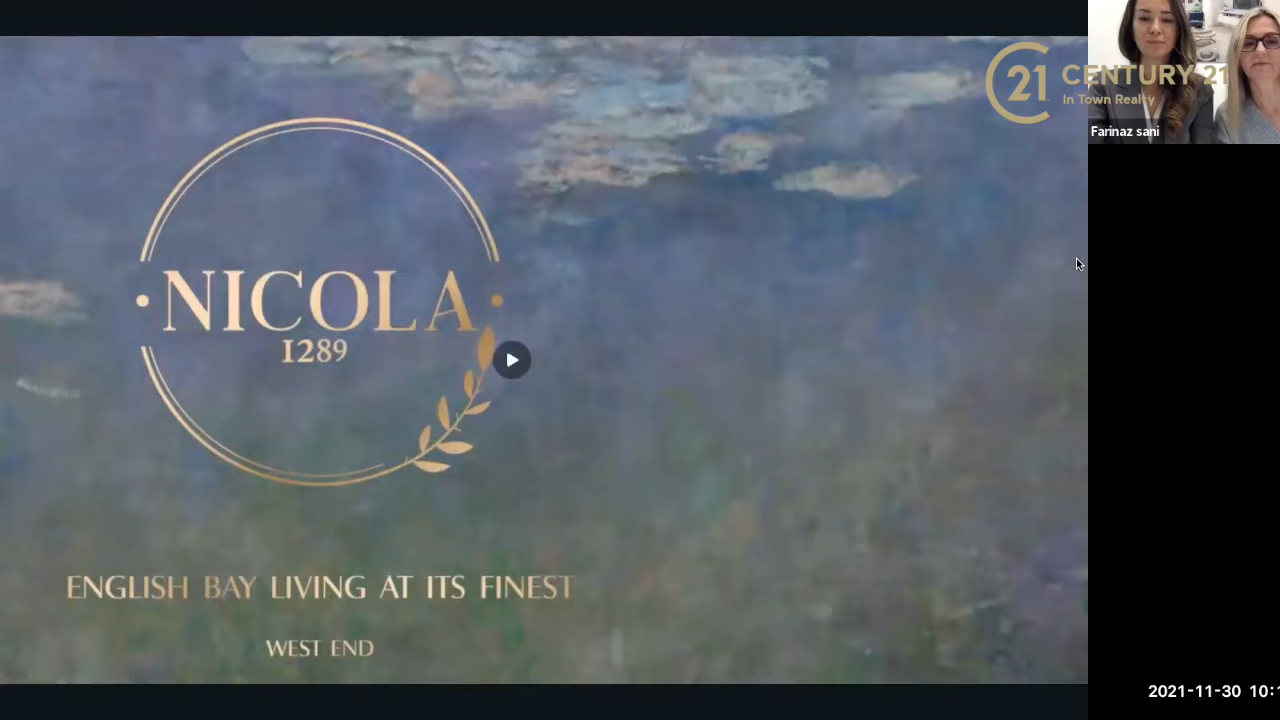 NICOLA
1289
ENGLISH BAY LIVING AT ITS FINEST
WEST END
21 CENTURY 21
In Town Realty
Farinaz sani
2021-11-30 10: